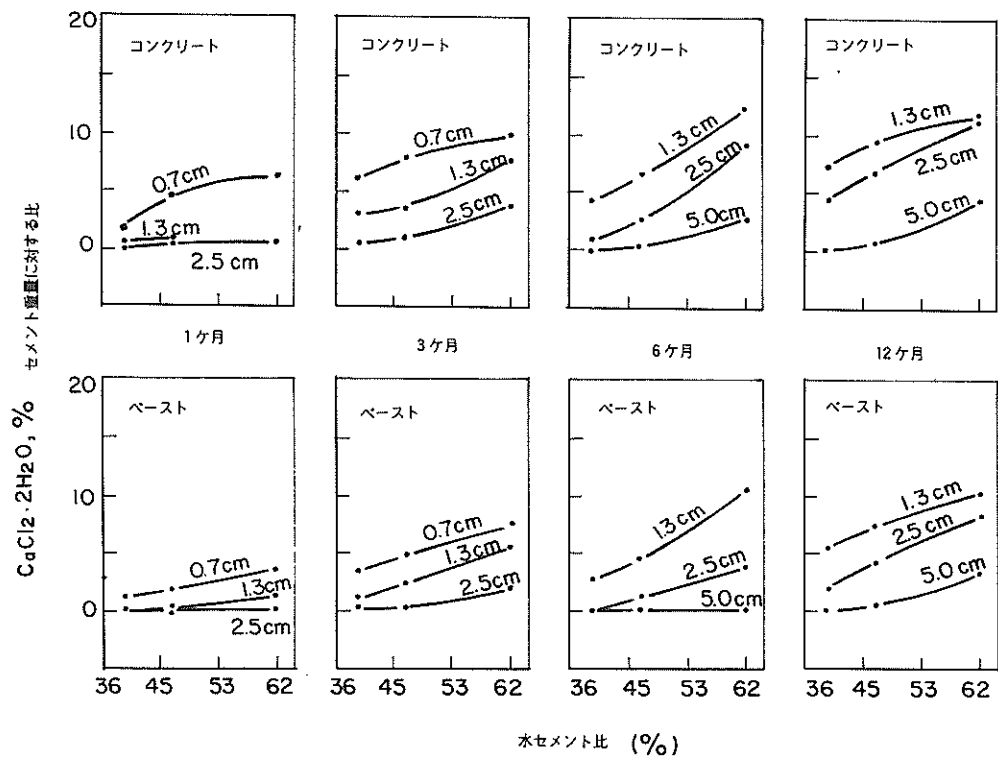 20
10
0
コンクリート
0.7cm
1.3cm
2.5cm
コンクリート
0.7cm
1.3cm
2.5cm
コンクリート
1.3cm
2.5cm
5.0cm
コンクリート
1.3cm
2.5cm
5.0cm
1ケ月
3ケ月
6ケ月
12ケ月
CaCl2・2H2O, % セメント重量に対する比
20
10
0
ペースト
0.7cm
1.3cm
2.5cm
ペースト
0.7cm
1.3cm
2.5cm
ペースト
1.3cm
2.5cm
5.0cm
ペースト
1.3cm
2.5cm
5.0cm
36 45 53 62
36 45 53 62
36 45 53 62
36 45 53 62
水セメント比 (%)